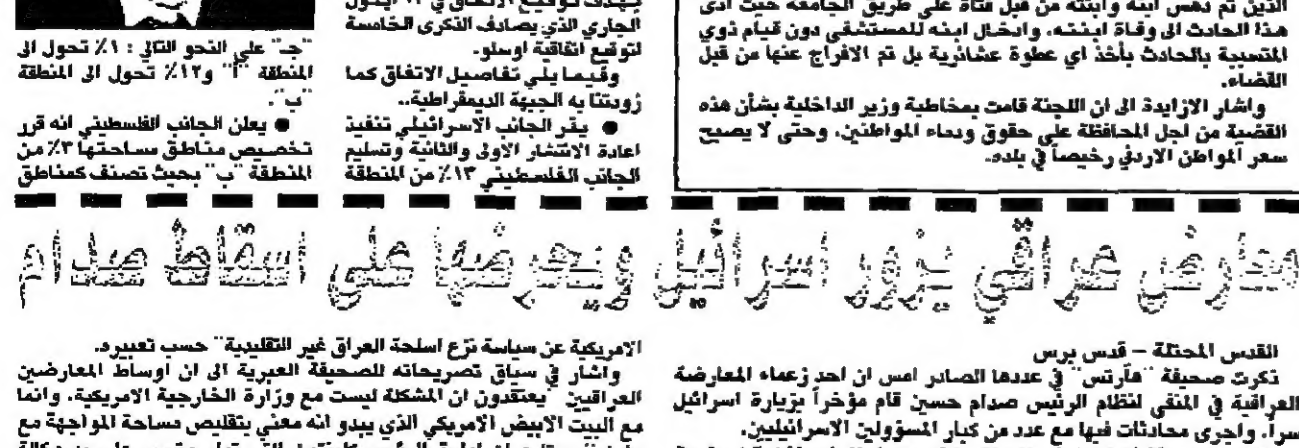 الذين تم دهس ابنه وابنته من قبل فتاة على طريق الجامعة حيث ادى
هذا الحادث الى وفاة ابنته، وادخال ابنه للمستشفى دون قيام ذوي
المتسببة بالحادث بأخذ اي عطوة عشائرية بل تم الافراج عنها من قبل
القضاء.
واشار الازايدة الى ان اللجنة قامت بمخاطبة وزير الداخلية بشأن هذه
القضية من اجل المحافظة على حقوق ودماء المواطنين، وحتى لا يصبح
سعر المواطن الاردني رخيصاً في بلده.
بهدف توقيع الاتفاق في ١٣ ايلول
الجاري الذي يصادف الذكرى الخامسة
لتوقيع اتفاقية اوسلو.
وفيما يلي تفاصيل الاتفاق كما
زودتنا به الجبهة الديمقراطية..
● يقر الجانب الاسرائيلي تنفيذ
اعادة الانتشار الاولى والثانية وتسليم
الجانب الفلسطيني ١٣٪ من المنطقة
"جـ" على النحو التالي : ١٪ تحول الى
المنطقة "أ" و١٢٪ تحول الى المنطقة
"ب".
● يعلن الجانب الفلسطيني انه قرر
تخصيص مناطق مساحتها ٣٪ من
المنطقة "ب" بحيث تصنف كمناطق
معارض عراقي يزور اسرائيل ويحرضها على اسقاط صدام
القدس المحتلة – قدس برس
ذكرت صحيفة "هآرتس" في عددها الصادر امس ان احد زعماء المعارضة
العراقية في المنفى لنظام الرئيس صدام حسين قام مؤخراً بزيارة اسرائيل
سراً، واجرى محادثات فيها مع عدد من كبار المسؤولين الاسرائيليين.
الامريكية عن سياسة نزع اسلحة العراق غير التقليدية" حسب تعبيره.
واشار في سياق تصريحاته للصحيفة العبرية الى ان اوساط المعارضين
العراقيين "يعتقدون ان المشكلة ليست مع وزارة الخارجية الامريكية، وانما
مع البيت الابيض الامريكي الذي يبدو انه معني بتقليص مساحة المواجهة مع